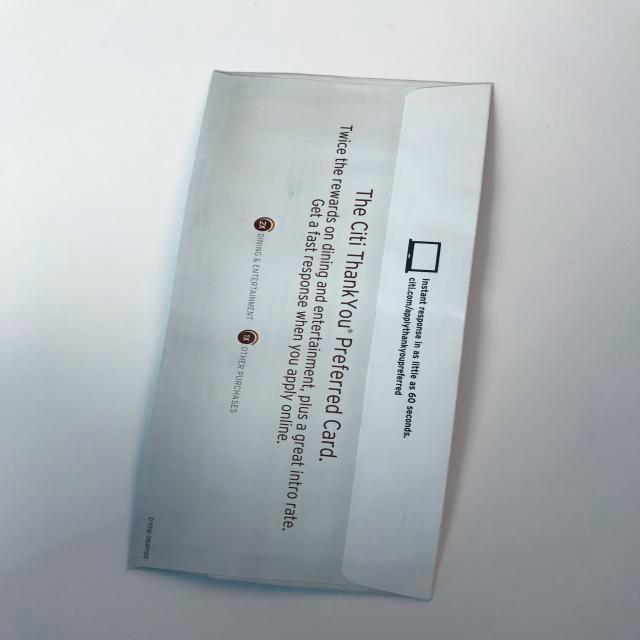 Instant response in as little as 60 seconds.
citi.com/applythankyoupreferred
The Citi ThankYou® Preferred Card.
Twice the rewards on dining and entertainment, plus a great intro rate.
Get a fast response when you apply online.
2X DINING & ENTERTAINMENT
1X OTHER PURCHASES